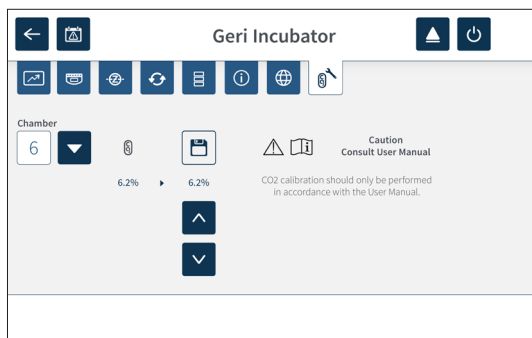 Geri Incubator
Chamber
6
6.2%
6.2%
Caution
Consult User Manual
CO2 calibration should only be performed
in accordance with the User Manual.